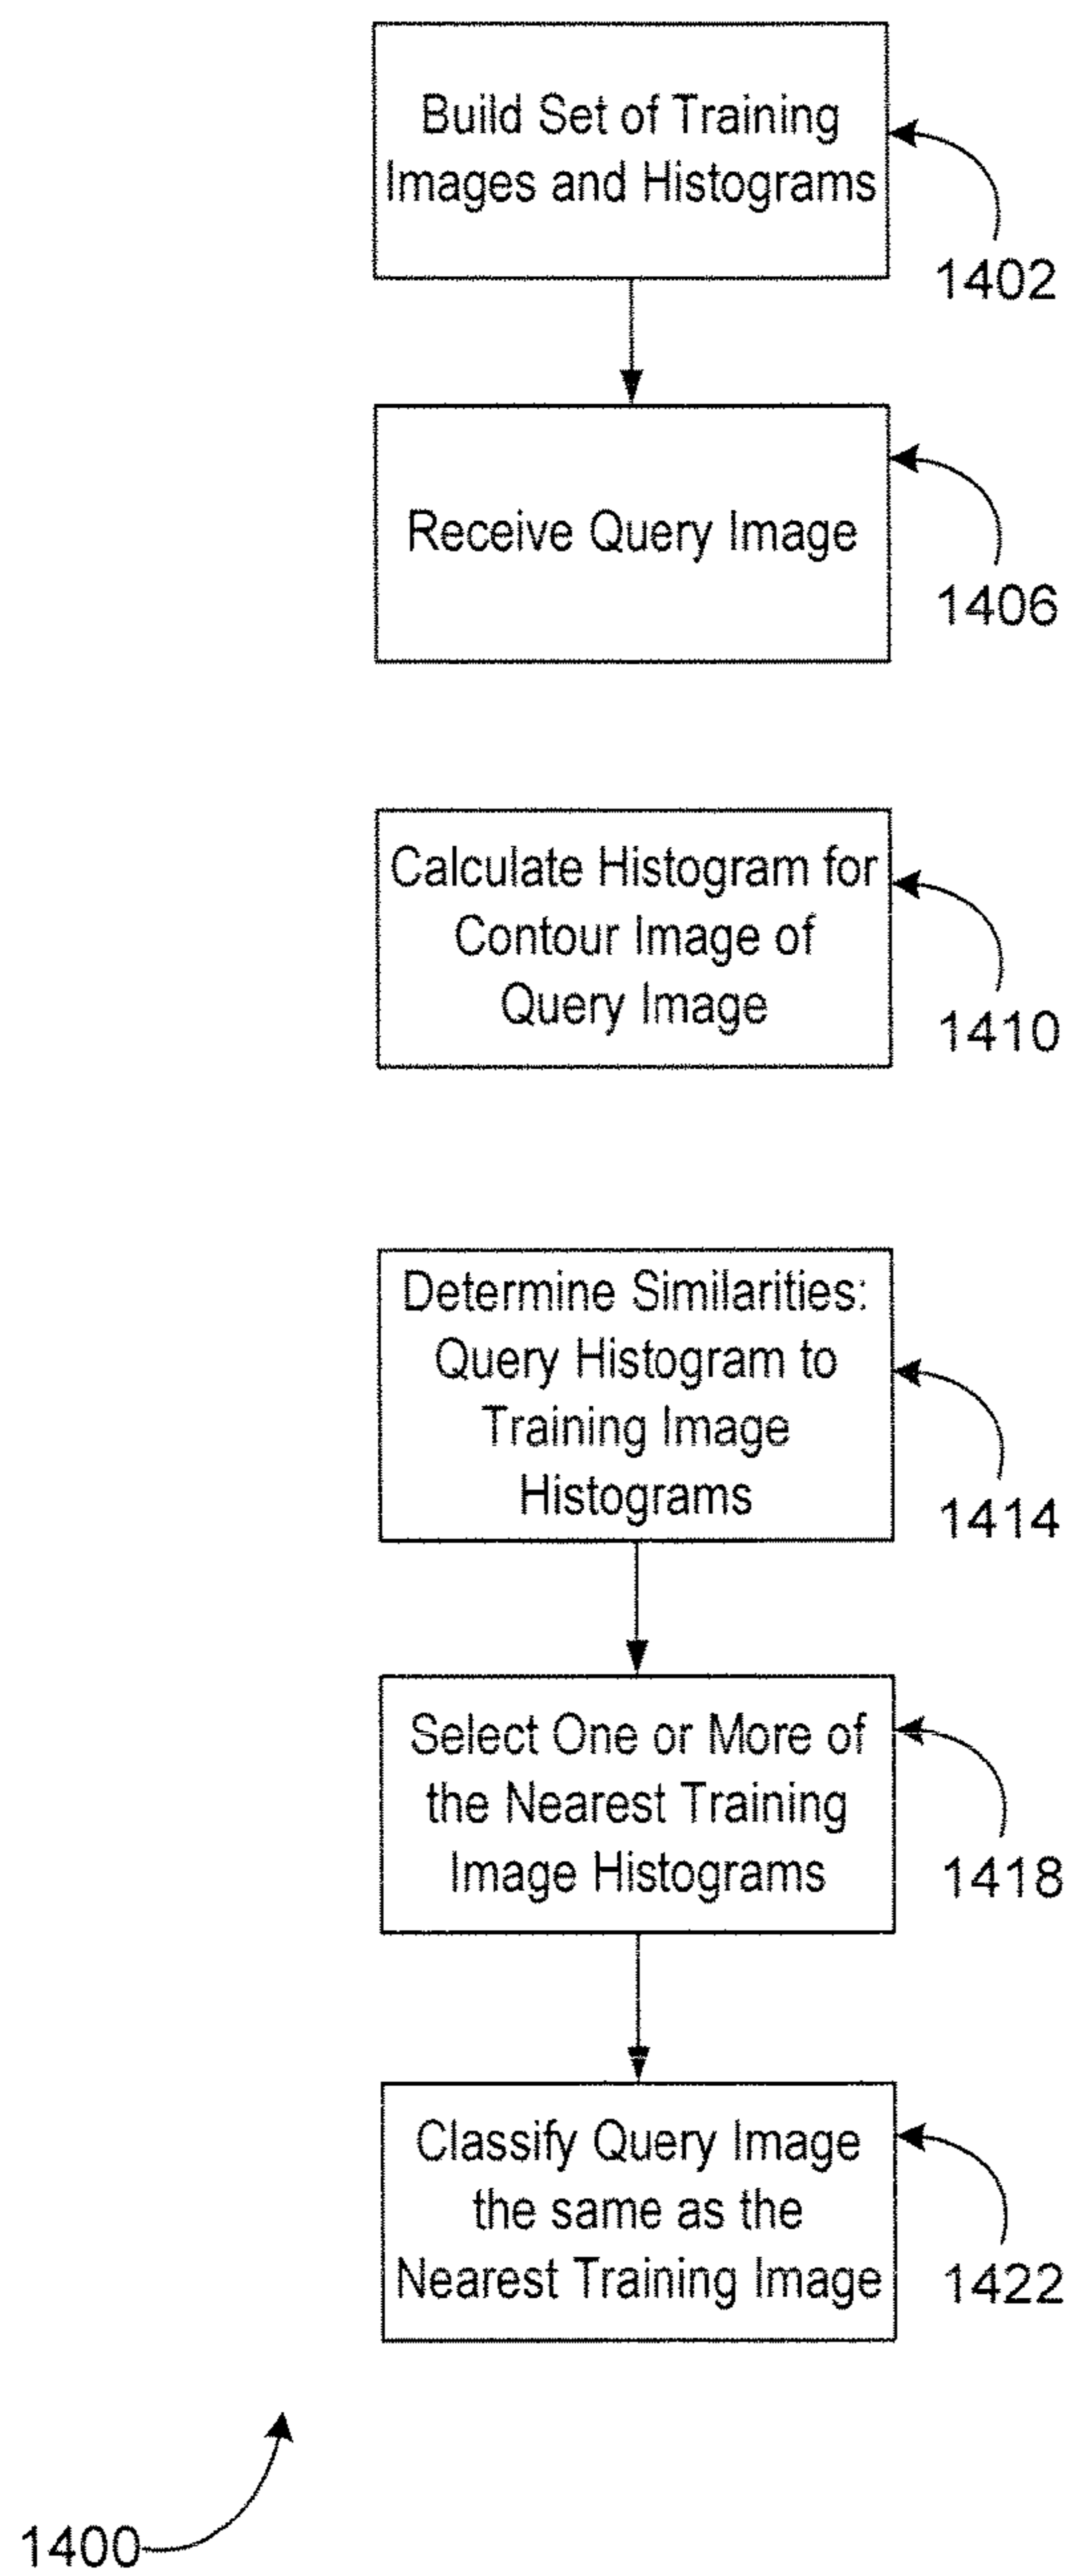 Build Set of Training
Images and Histograms
1402
Receive Query Image
1406
Calculate Histogram for
Contour Image of
Query Image
1410
Determine Similarities:
Query Histogram to
Training Image
Histograms
1414
Select One or More of
the Nearest Training
Image Histograms
1418
Classify Query Image
the same as the
Nearest Training Image
1422
1400